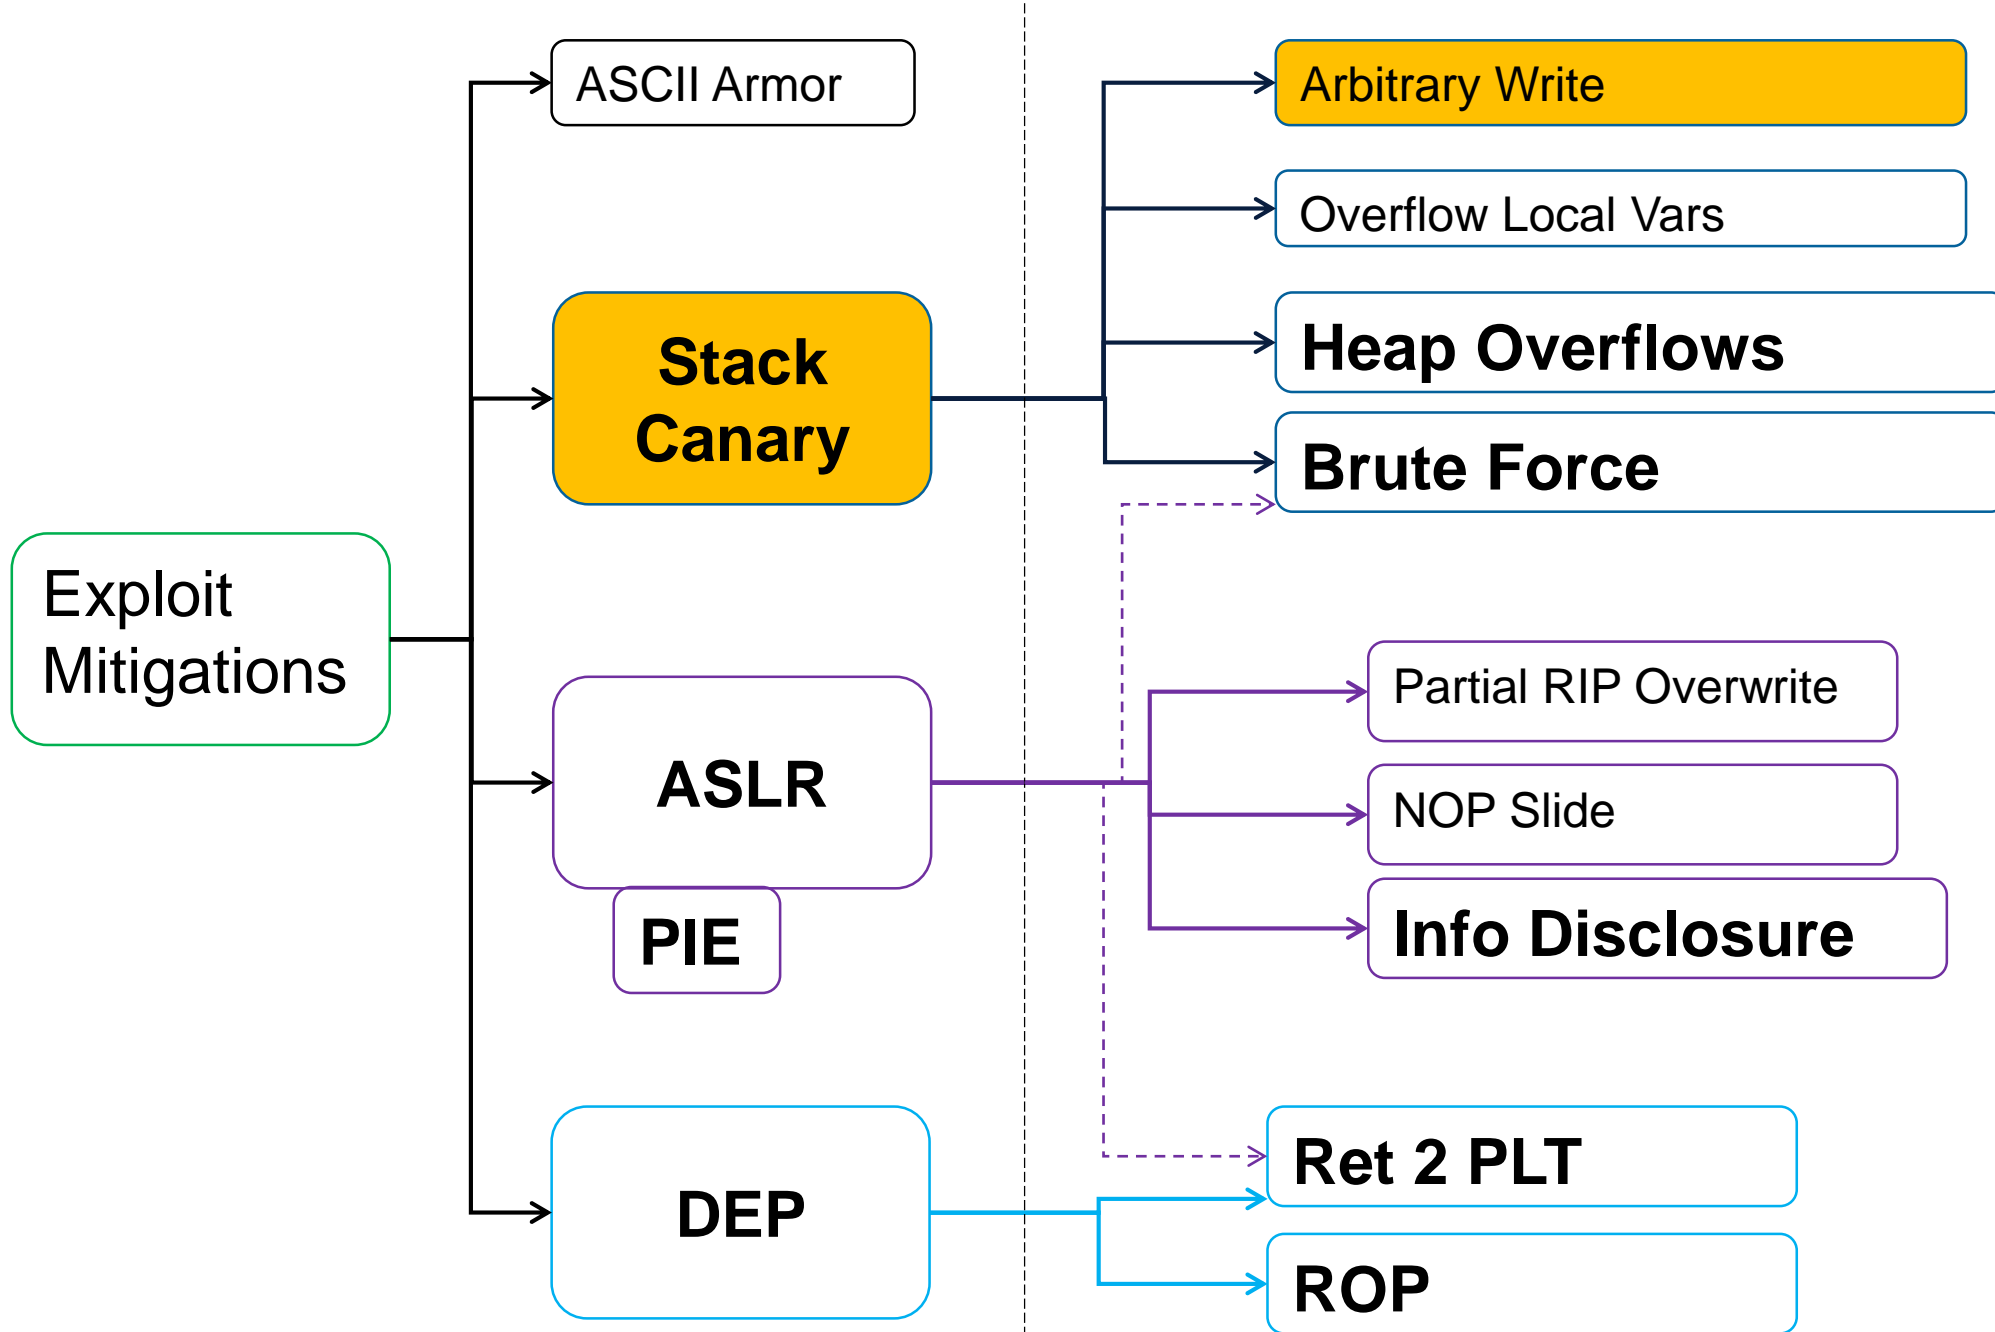 ASCII Armor
Arbitrary Write
Overflow Local Vars
Stack
Canary
Heap Overflows
Brute Force
Exploit
Mitigations
ASLR
PIE
Partial RIP Overwrite
NOP Slide
Info Disclosure
DEP
Ret 2 PLT
ROP